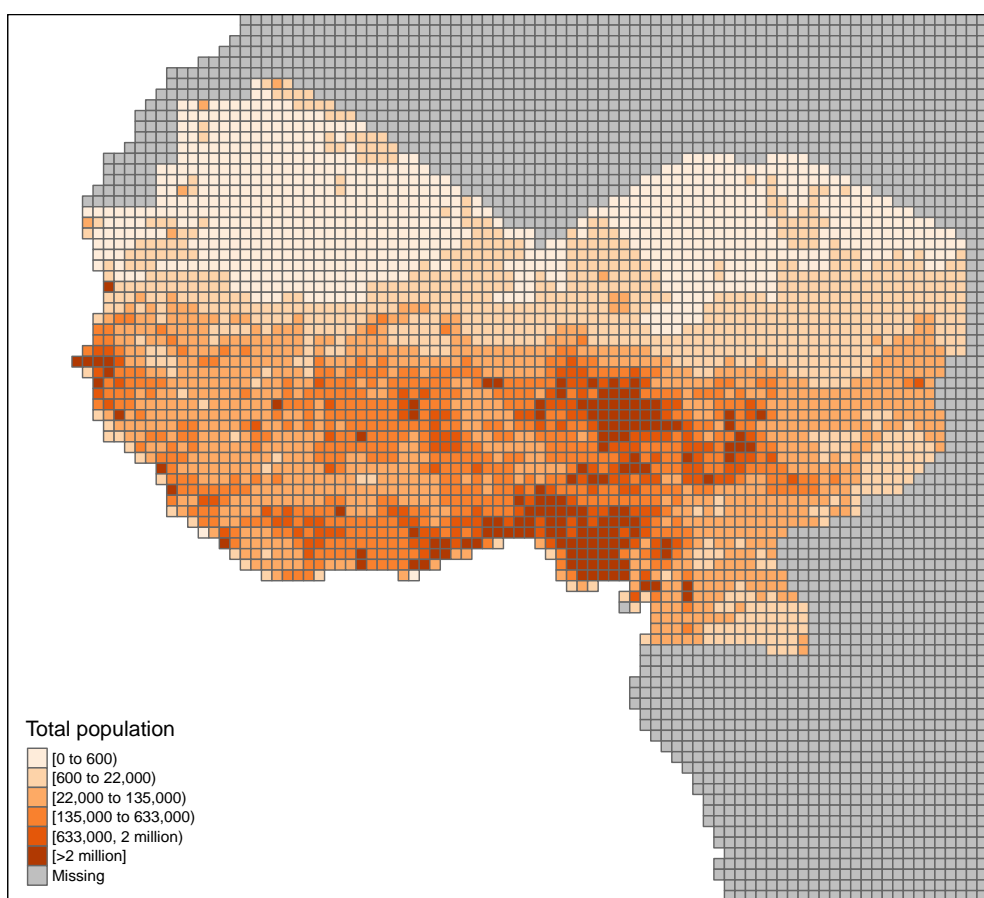 Total population
[0 to 600)
[600 to 22,000)
[22,000 to 135,000)
[135,000 to 633,000)
[633,000, 2 million)
[>2 million]
Missing